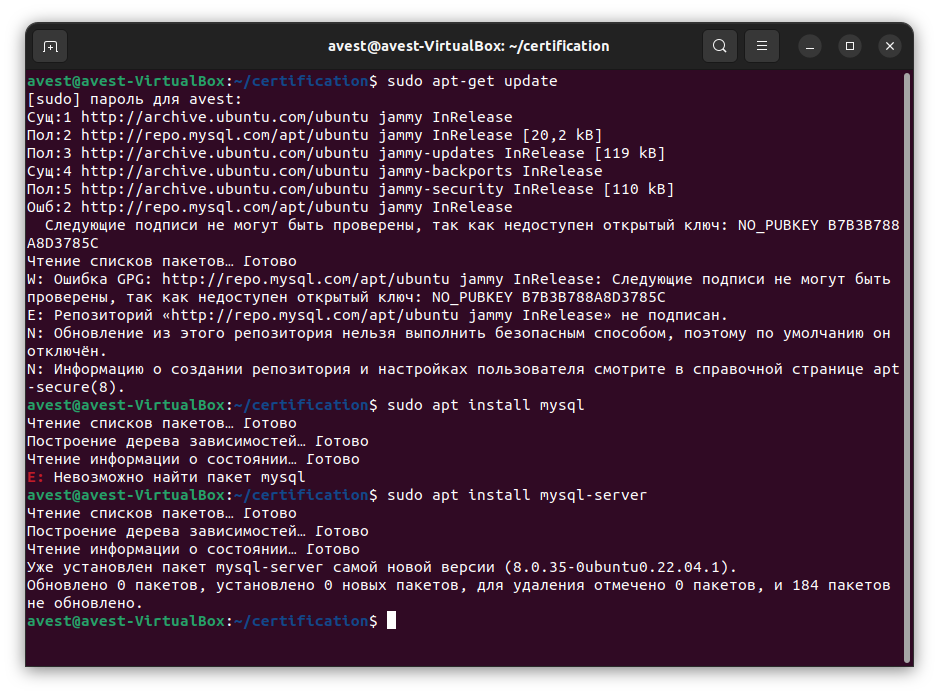 avest@avest-VirtualBox: ~/certification
avest@avest-VirtualBox:~/certification$ sudo apt-get update
[sudo] пароль для avest:
Сущ:1 http://archive.ubuntu.com/ubuntu jammy InRelease
Пол:2 http://repo.mysql.com/apt/ubuntu jammy InRelease [20,2 kB]
Пол:3 http://archive.ubuntu.com/ubuntu jammy-updates InRelease [119 kB]
Сущ:4 http://archive.ubuntu.com/ubuntu jammy-backports InRelease
Пол:5 http://archive.ubuntu.com/ubuntu jammy-security InRelease [110 kB]
Ошб:2 http://repo.mysql.com/apt/ubuntu jammy InRelease
  Следующие подписи не могут быть проверены, так как недоступен открытый ключ: NO_PUBKEY B7B3B788
A8D3785C
Чтение списков пакетов… Готово
W: Ошибка GPG: http://repo.mysql.com/apt/ubuntu jammy InRelease: Следующие подписи не могут быть
проверены, так как недоступен открытый ключ: NO_PUBKEY B7B3B788A8D3785C
E: Репозиторий «http://repo.mysql.com/apt/ubuntu jammy InRelease» не подписан.
N: Обновление из этого репозитория нельзя выполнить безопасным способом, поэтому по умолчанию он
отключён.
N: Информацию о создании репозитория и настройках пользователя смотрите в справочной странице apt
-secure(8).
avest@avest-VirtualBox:~/certification$ sudo apt install mysql
Чтение списков пакетов… Готово
Построение дерева зависимостей… Готово
Чтение информации о состоянии… Готово
E: Невозможно найти пакет mysql
avest@avest-VirtualBox:~/certification$ sudo apt install mysql-server
Чтение списков пакетов… Готово
Построение дерева зависимостей… Готово
Чтение информации о состоянии… Готово
Уже установлен пакет mysql-server самой новой версии (8.0.35-0ubuntu0.22.04.1).
Обновлено 0 пакетов, установлено 0 новых пакетов, для удаления отмечено 0 пакетов, и 184 пакетов
не обновлено.
avest@avest-VirtualBox:~/certification$